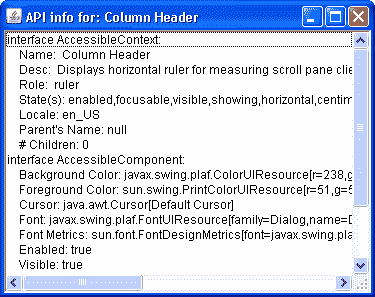 API info for: Column Header
interface AccessibleContext:
Name: Column Header
Desc: Displays horizontal ruler for measuring scroll pane clie
Role: ruler
State(s): enabled,focusable,visible,showing,horizontal,centim
Locale: en_US
Parent's Name: null
# Children: 0
interface AccessibleComponent:
Background Color: javax.swing.plaf.ColorUIResource[r=238,g
Foreground Color: sun.swing.PrintColorUIResource[r=51,g=5
Cursor: java.awt.Cursor[Default Cursor]
Font: javax.swing.plaf.FontUIResource[family=Dialog,name=D
Font Metrics: sun.font.FontDesignMetrics[font=javax.swing.pla
Enabled: true
Visible: true